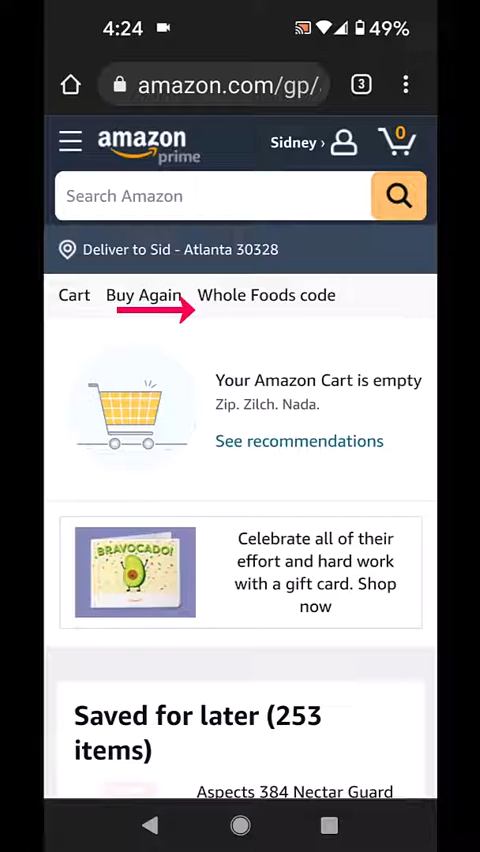 4:24 49%
amazon.com/gp/
3
amazon
prime
Sidney ›
0
Search Amazon
Deliver to Sid - Atlanta 30328
Cart Buy Again Whole Foods code
Your Amazon Cart is empty
Zip. Zilch. Nada.
See recommendations
BRAVOCADO!
Celebrate all of their
effort and hard work
with a gift card. Shop
now
Saved for later (253
items)
Aspects 384 Nectar Guard